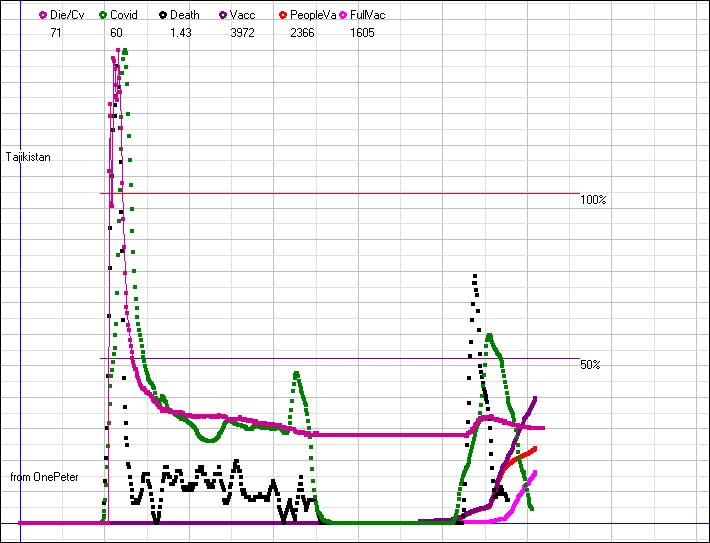 Die/Cv Covid Death Vacc PeopleVa FullVac
71 60 1.43 3972 2366 1605
Tajikistan
100%
50%
from OnePeter